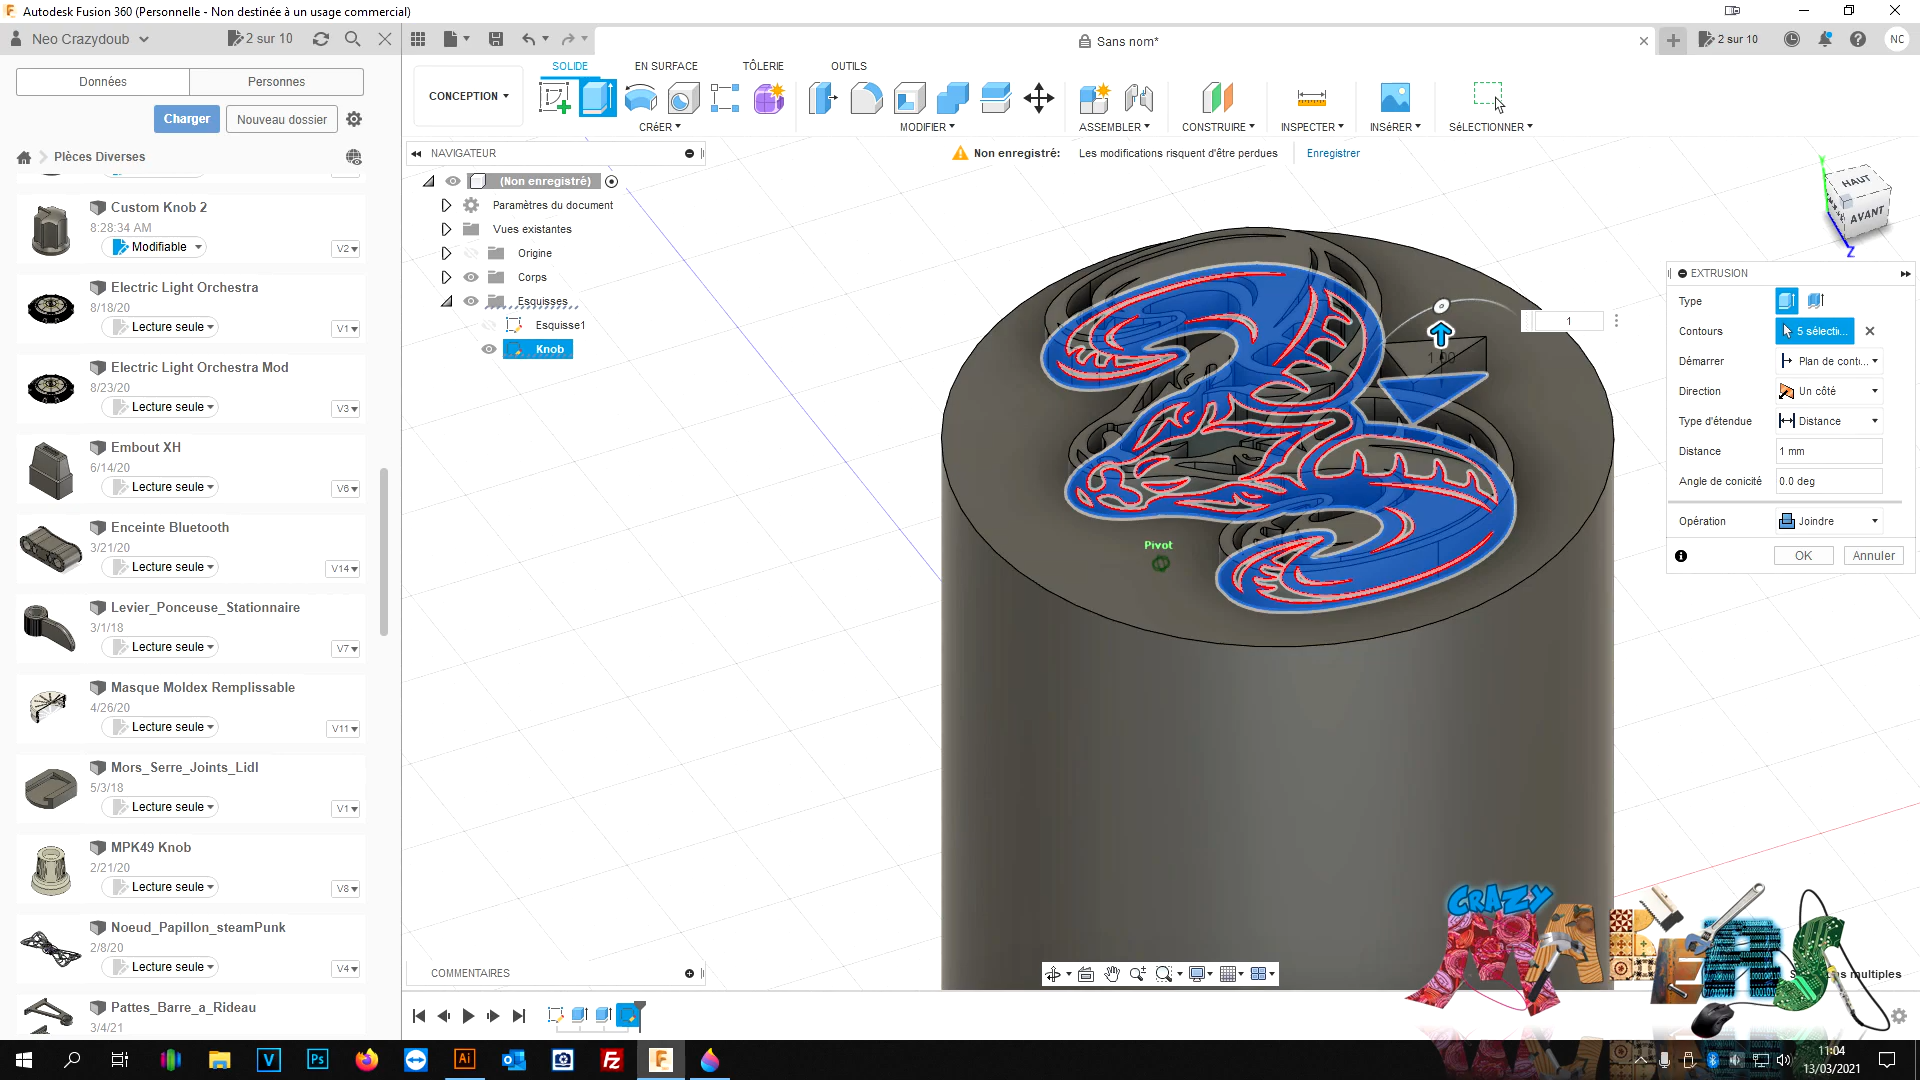 Autodesk Fusion 360 (Personnelle - Non destinée à un usage commercial)
Neo Crazydoub
2 sur 10
Sans nom*
2 sur 10
NC
Données
Personnes
Charger
Nouveau dossier
Plèces Diverses
Custom Knob 2
8:28:34 AM
Modifiable
V2
Electric Light Orchestra
8/18/20
Lecture seule
V1
Electric Light Orchestra Mod
8/23/20
Lecture seule
V3
Embout XH
6/14/20
Lecture seule
V6
Enceinte Bluetooth
3/21/20
Lecture seule
V14
Levier_Ponceuse_Stationnaire
3/1/18
Lecture seule
V7
Masque Moldex Remplissable
4/26/20
Lecture seule
V11
Mors_Serre_Joints_Lidl
5/3/18
Lecture seule
V1
MPK49 Knob
2/21/20
Lecture seule
V8
Noeud_Papillon_steamPunk
2/8/20
Lecture seule
V4
Pattes_Barre_a_Rideau
3/4/21
CONCEPTION
SOLIDE
EN SURFACE
TÔLERIE
OUTILS
CRéER
MODIFIER
ASSEMBLER
CONSTRUIRE
INSPECTER
INSÉRER
SéLECTIONNER
NAVIGATEUR
Non enregistré:
Les modifications risquent d'être perdues
Enregistrer
(Non enregistré)
Paramètres du document
Vues existantes
Origine
Corps
Esquisses
Esquisse1
Knob
HAUT
AVANT
Z
1
1.00
Pivot
EXTRUSION
Type
Contours
5 sélecti...
Démarrer
Plan de cont...
Direction
Un côté
Type d'étendue
Distance
Distance
1 mm
Angle de conicité
0.0 deg
Opération
Joindre
OK
Annuler
CRAZY
MAKERS
s multiples
COMMENTAIRES
V
Ps
Ai
Fz
F
11:04
13/03/2021